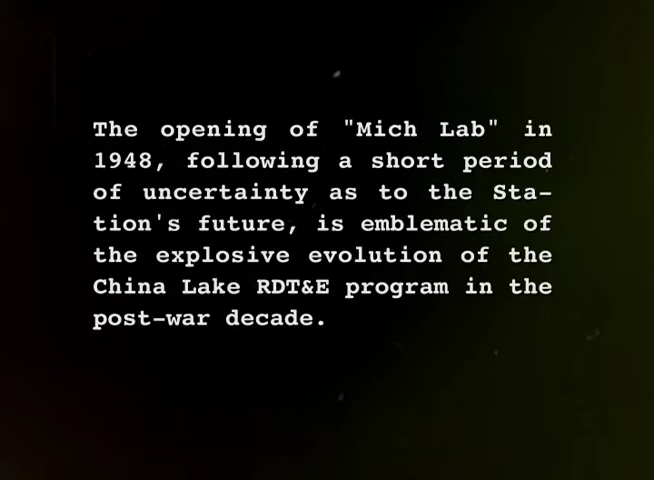 The opening of "Mich Lab" in
1948, following a short period
of uncertainty as to the Sta-
tion's future, is emblematic of
the explosive evolution of the
China Lake RDT&E program in the
post-war decade.